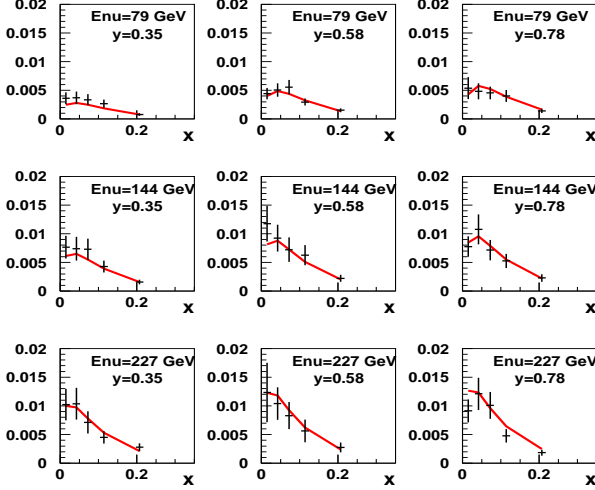 0.02 0.02 0.02
Enu=79 GeV Enu=79 GeV Enu=79 GeV
0.015 y=0.35 0.015 y=0.58 0.015 y=0.78
0.01 0.01 0.01
0.005 0.005 0.005
0 0 0
0 0.2 0 0.2 0 0.2
x x x
0.02 0.02 0.02
Enu=144 GeV Enu=144 GeV Enu=144 GeV
0.015 y=0.35 0.015 y=0.58 0.015 y=0.78
0.01 0.01 0.01
0.005 0.005 0.005
0 0 0
0 0.2 0 0.2 0 0.2
x x x
0.02 0.02 0.02
Enu=227 GeV Enu=227 GeV Enu=227 GeV
0.015 y=0.35 0.015 y=0.58 0.015 y=0.78
0.01 0.01 0.01
0.005 0.005 0.005
0 0 0
0 0.2 0 0.2 0 0.2
x x x